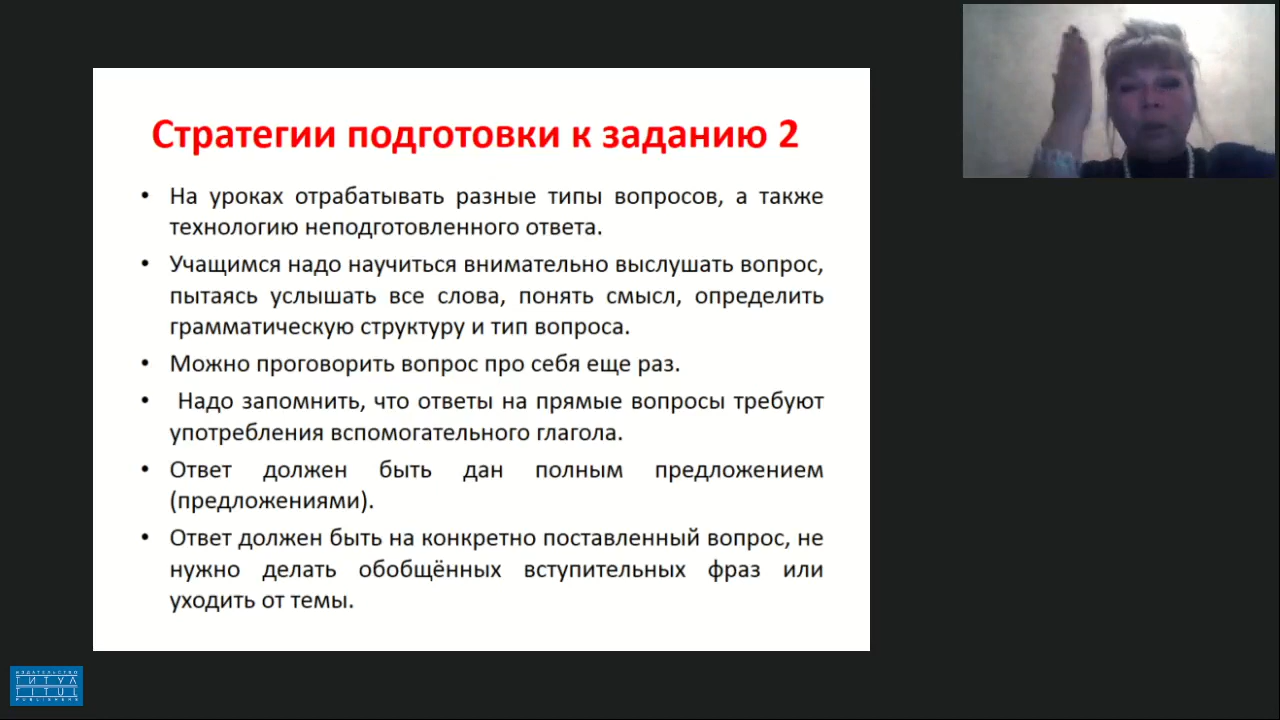 Стратегии подготовки к заданию 2
• На уроках отрабатывать разные типы вопросов, а также
технологию неподготовленного ответа.
• Учащимся надо научиться внимательно выслушать вопрос,
пытаясь услышать все слова, понять смысл, определить
грамматическую структуру и тип вопроса.
• Можно проговорить вопрос про себя еще раз.
• Надо запомнить, что ответы на прямые вопросы требуют
употребления вспомогательного глагола.
• Ответ должен быть дан полным предложением
(предложениями).
• Ответ должен быть на конкретно поставленный вопрос, не
нужно делать обобщённых вступительных фраз или
уходить от темы.
ИЗДАТЕЛЬСТВО
ТИТУЛ
TITUL
PUBLISHERS